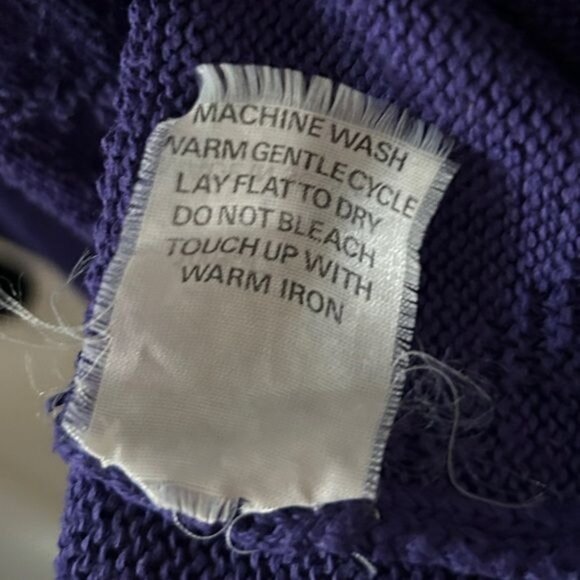 MACHINE WASH
WARM GENTLE CYCLE
LAY FLAT TO DRY
DO NOT BLEACH
TOUCH UP WITH
WARM IRON